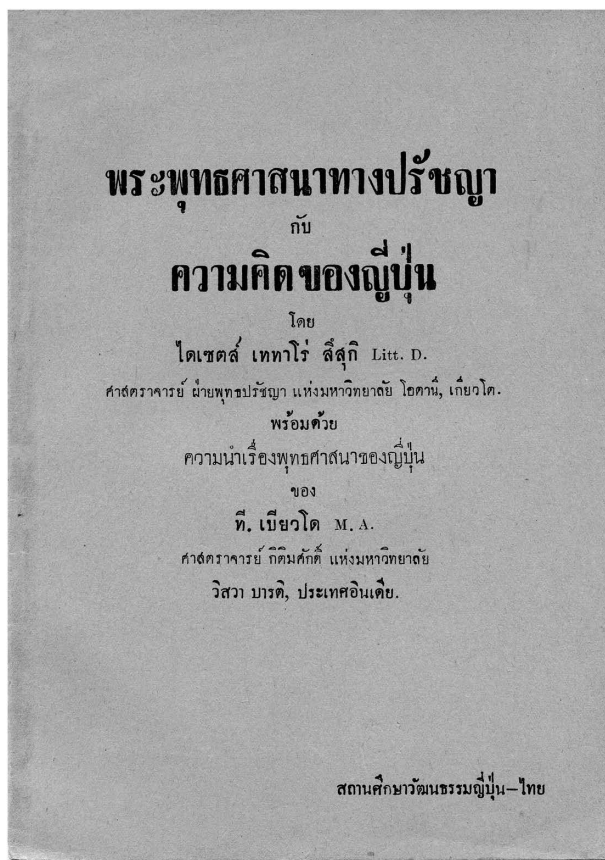 พระพุทธศาสนาทางปรัชญา
กับ
ความคิดของญี่ปุ่น
โดย
ไดเซตส์ เททาโร่ สึสุกิ Litt. D.
ศาสตราจารย์ ฝ่ายพุทธปรัชญา แห่งมหาวิทยาลัย โอตานี, เกียวโต.
พร้อมด้วย
ความนำเรื่องพุทธศาสนาของญี่ปุ่น
ของ
ที. เบียวโด M. A.
ศาสตราจารย์ กิติมศักดิ์ แห่งมหาวิทยาลัย
วิสวา บารติ, ประเทศอินเดีย.
สถานศึกษาวัฒนธรรมญี่ปุ่น–ไทย